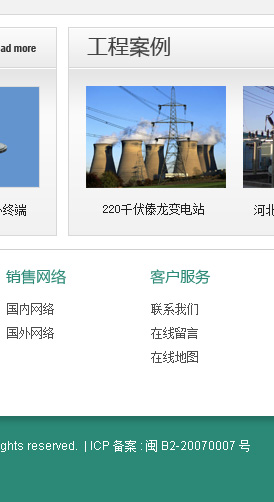 ad more
工程案例
终端
220千伏傣龙变电站
河北
销售网络
客户服务
国内网络
联系我们
国外网络
在线留言
在线地图
ghts reserved. | ICP 备案 : 闽 B2-20070007 号